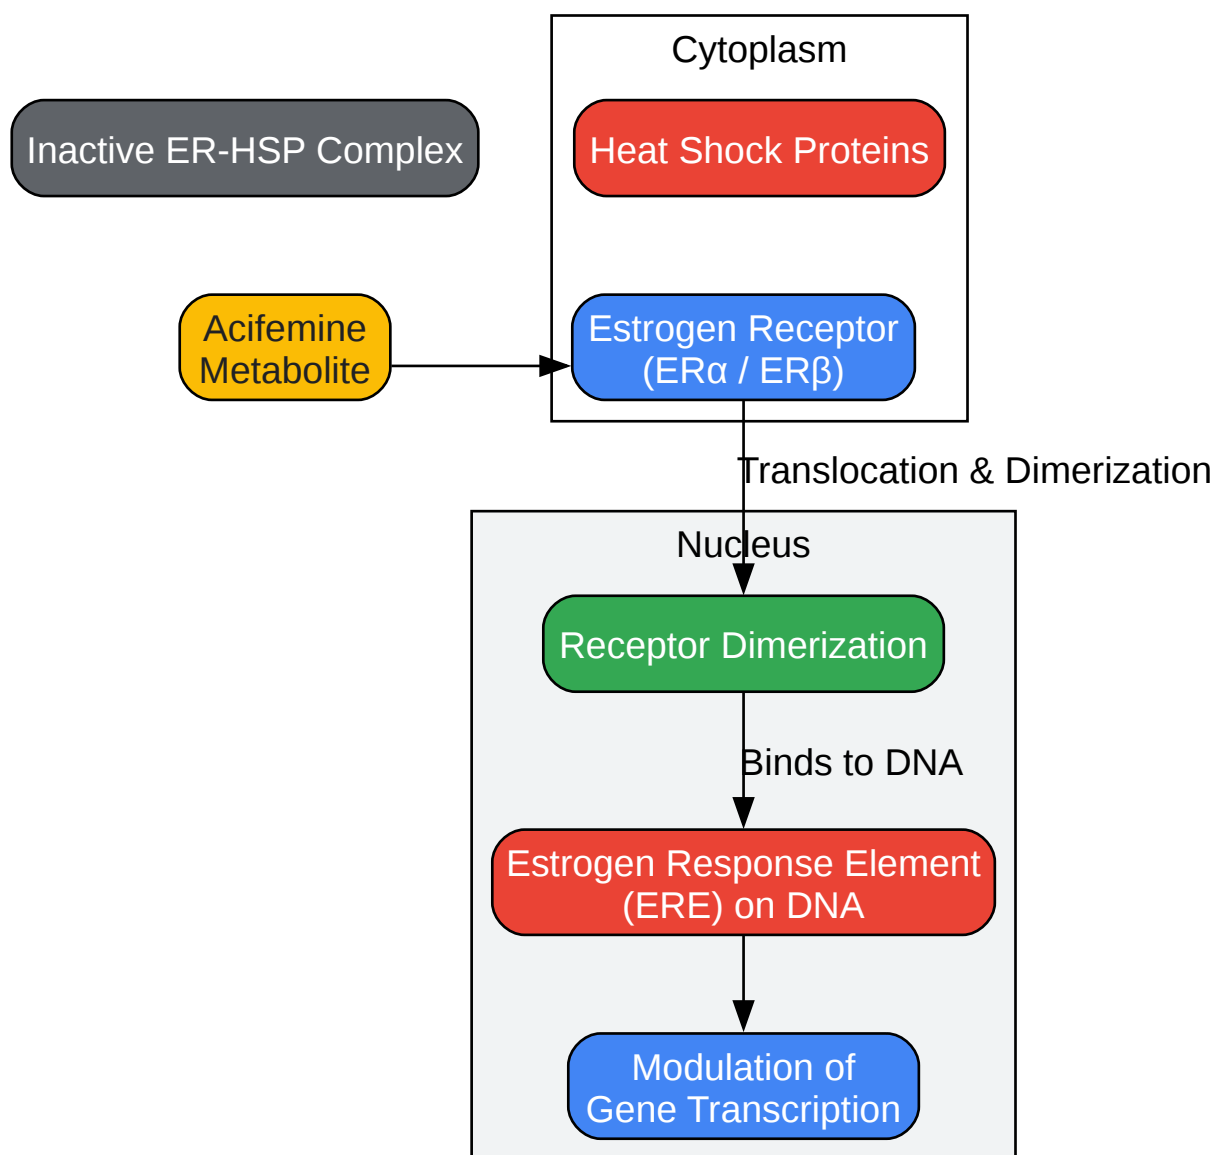 Cytoplasm
Inactive ER-HSP Complex
Heat Shock Proteins
Acifemine
Metabolite
Estrogen Receptor
(ERα / ERβ)
Translocation & Dimerization
Nucleus
Receptor Dimerization
Binds to DNA
Estrogen Response Element
(ERE) on DNA
Modulation of
Gene Transcription